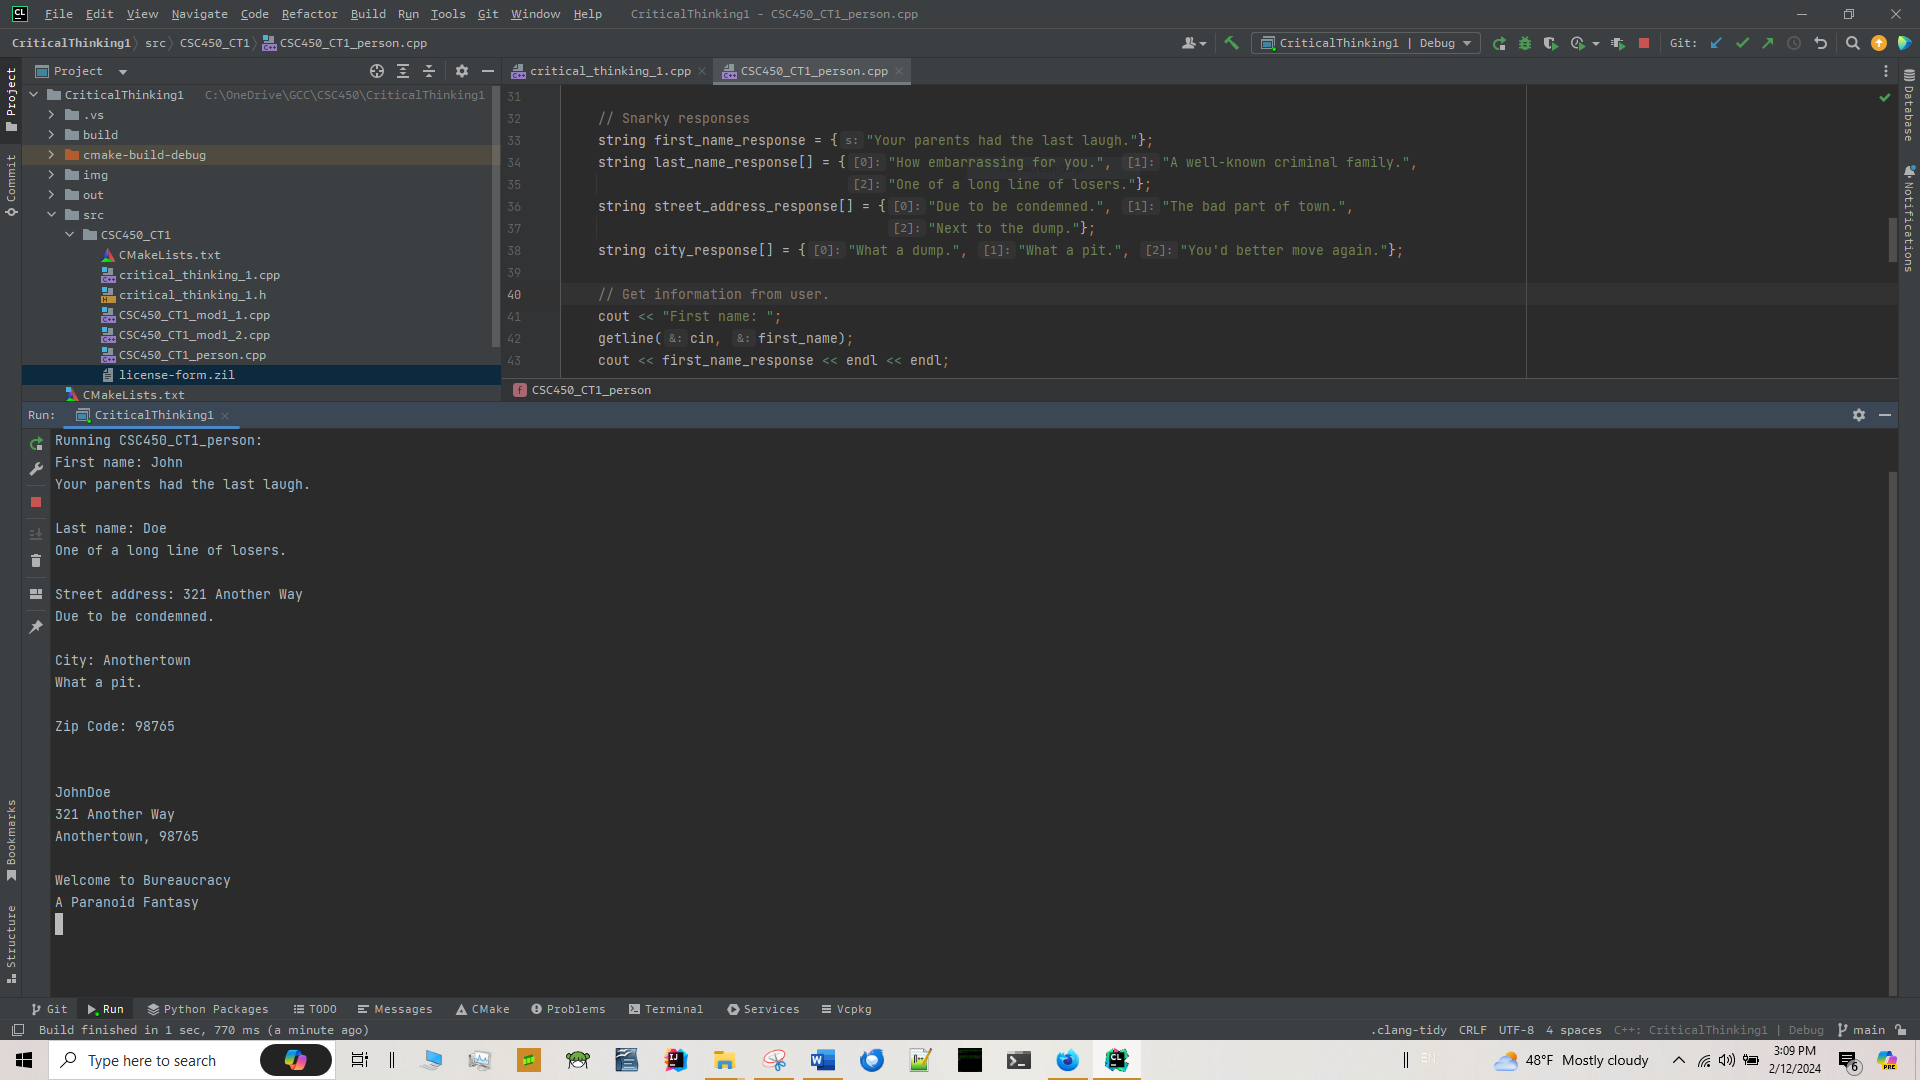 CL File Edit View Navigate Code Refactor Build Run Tools Git Window Help CriticalThinking1 - CSC450_CT1_person.cpp
CriticalThinking1 src CSC450_CT1 CSC450_CT1_person.cpp CriticalThinking1 | Debug Git:
Project critical_thinking_1.cpp CSC450_CT1_person.cpp
Project
Commit
Bookmarks
Structure
CriticalThinking1 C:\OneDrive\GCC\CSC450\CriticalThinking1
.vs
build
cmake-build-debug
img
out
src
CSC450_CT1
CMakeLists.txt
critical_thinking_1.cpp
critical_thinking_1.h
CSC450_CT1_mod1_1.cpp
CSC450_CT1_mod1_2.cpp
CSC450_CT1_person.cpp
license-form.zil
CMakeLists.txt
31
32 // Snarky responses
33 string first_name_response = { s: "Your parents had the last laugh."};
34 string last_name_response[] = { [0]: "How embarrassing for you.", [1]: "A well-known criminal family.",
35 [2]: "One of a long line of losers."};
36 string street_address_response[] = { [0]: "Due to be condemned.", [1]: "The bad part of town.",
37 [2]: "Next to the dump."};
38 string city_response[] = { [0]: "What a dump.", [1]: "What a pit.", [2]: "You'd better move again."};
39
40 // Get information from user.
41 cout << "First name: ";
42 getline( &: cin, &: first_name);
43 cout << first_name_response << endl << endl;
f CSC450_CT1_person
Database
Notifications
Run: CriticalThinking1
Running CSC450_CT1_person:
First name: John
Your parents had the last laugh.
Last name: Doe
One of a long line of losers.
Street address: 321 Another Way
Due to be condemned.
City: Anothertown
What a pit.
Zip Code: 98765
JohnDoe
321 Another Way
Anothertown, 98765
Welcome to Bureaucracy
A Paranoid Fantasy
Git Run Python Packages TODO Messages CMake Problems Terminal Services Vcpkg
Build finished in 1 sec, 770 ms (a minute ago) .clang-tidy CRLF UTF-8 4 spaces C++: CriticalThinking1 | Debug main
Type here to search 48°F Mostly cloudy 3:09 PM
2/12/2024 6